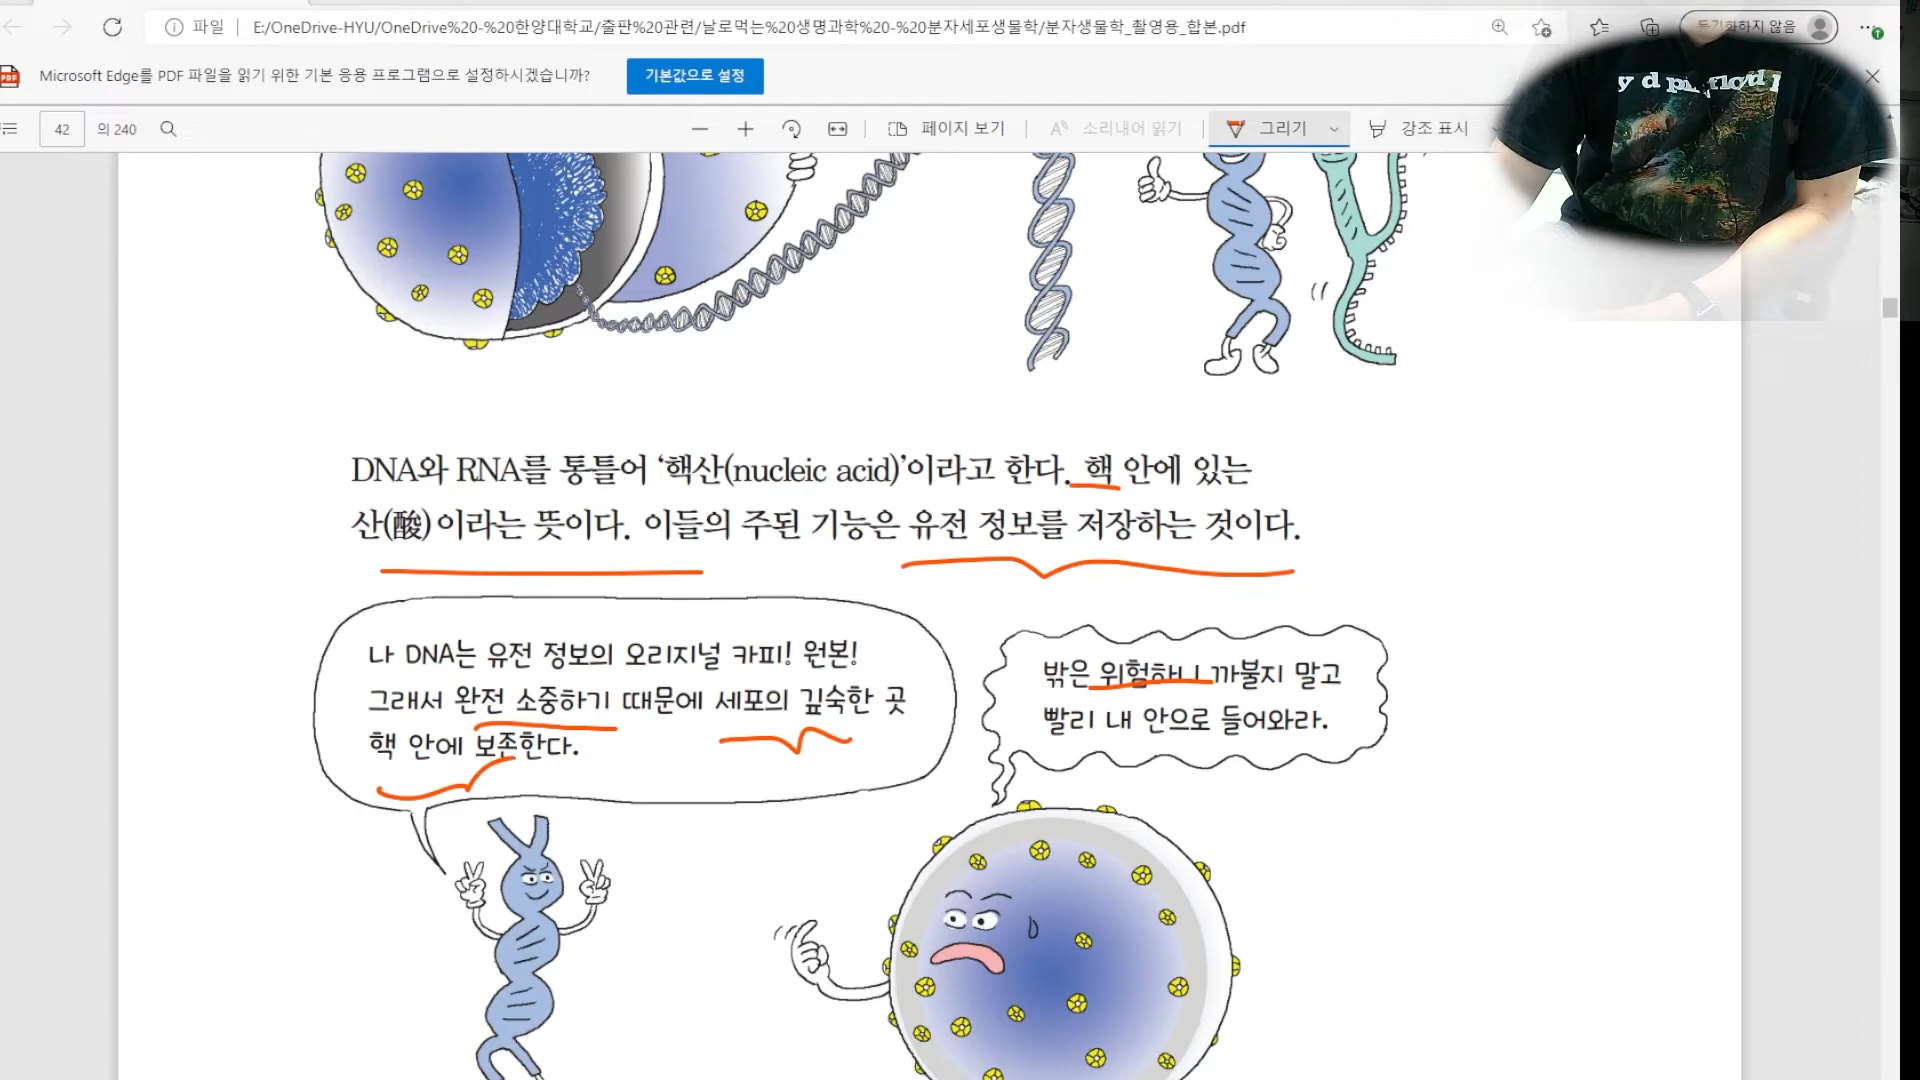 파일
E:/OneDrive-HYU/OneDrive%20-%20한양대학교/출판%20관련/날로먹는%20생명과학%20-%20분자세포생물학/분자생물학_촬영용_합본.pdf
동기화하지 않음
PDF
Microsoft Edge를 PDF 파일을 읽기 위한 기본 응용 프로그램으로 설정하시겠습니까?
기본값으로 설정
42
의 240
페이지 보기
소리내어 읽기
그리기
강조 표시
DNA와 RNA를 통틀어 ‘핵산(nucleic acid)’이라고 한다. 핵 안에 있는
산(酸)이라는 뜻이다. 이들의 주된 기능은 유전 정보를 저장하는 것이다.
나 DNA는 유전 정보의 오리지널 카피! 원본!
그래서 완전 소중하기 때문에 세포의 깊숙한 곳
핵 안에 보존한다.
밖은 위험하니 까불지 말고
빨리 내 안으로 들어와라.